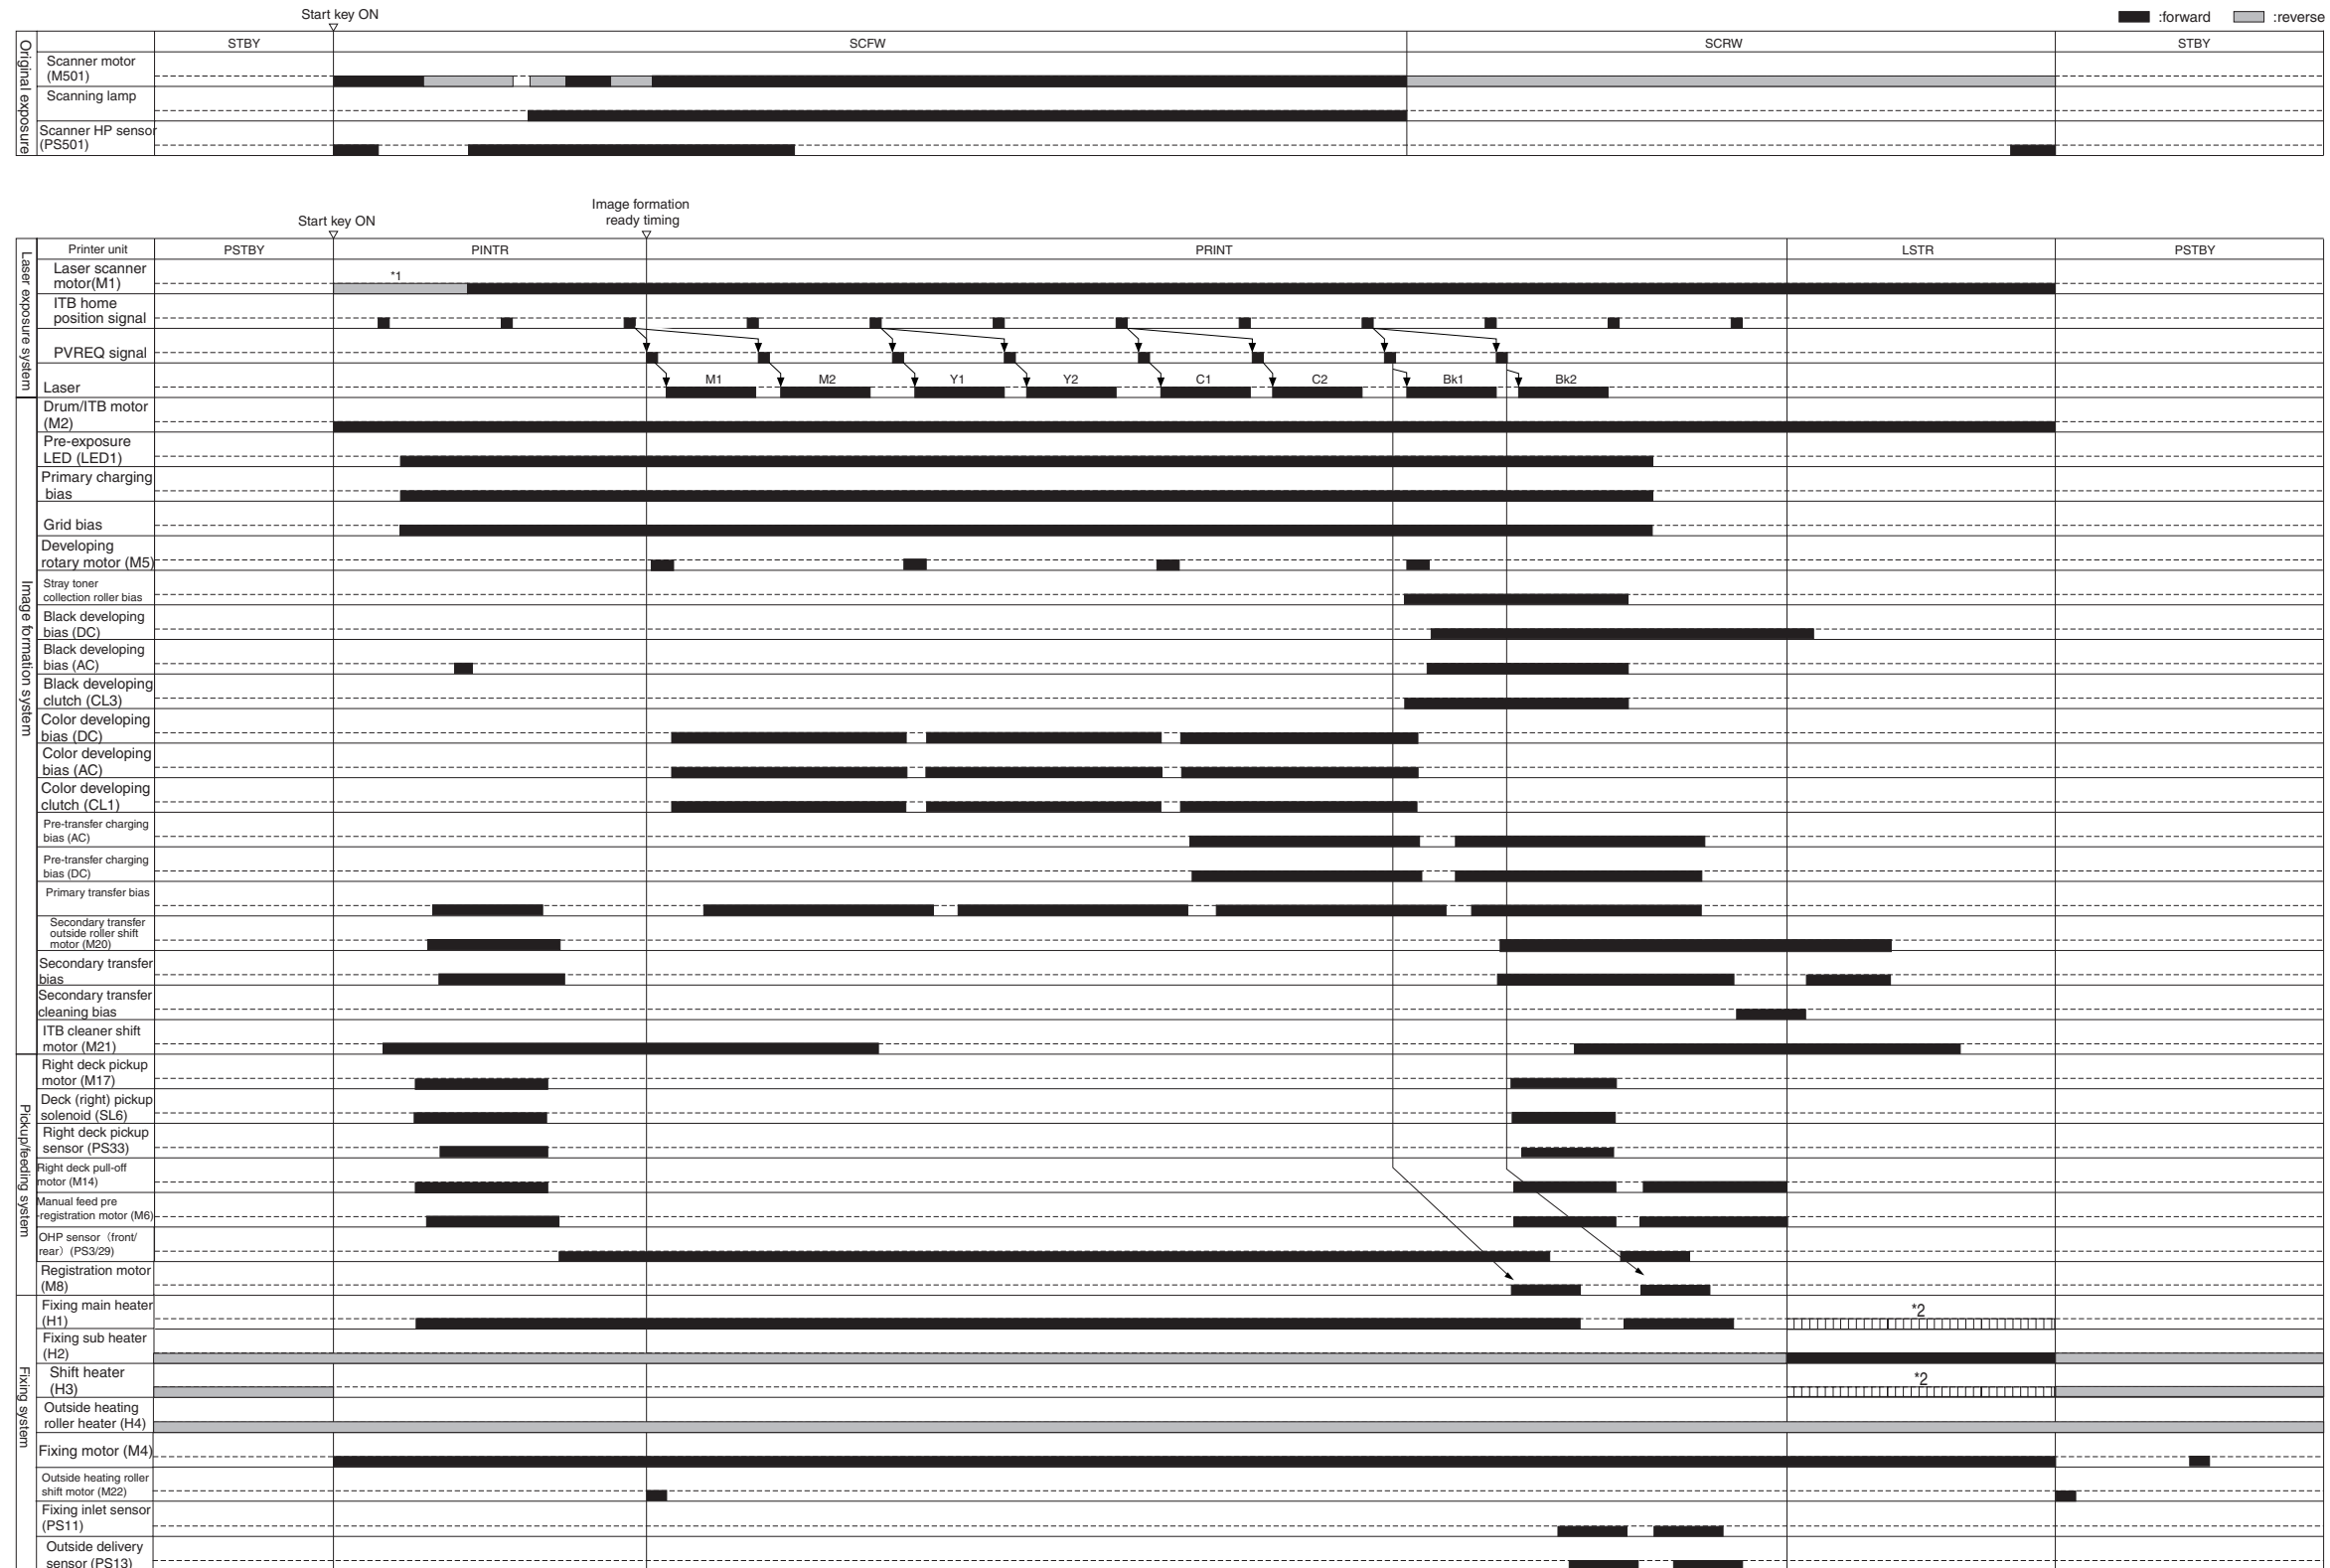 Start key ON
:forward :reverse
Original exposure
STBY SCFW SCRW STBY
Scanner motor
(M501)
Scanning lamp
Scanner HP sensor
(PS501)
Image formation
ready timing
Start key ON
Laser exposure system
Printer unit PSTBY PINTR PRINT LSTR PSTBY
Laser scanner
motor(M1)
*1
ITB home
position signal
PVREQ signal
Laser
M1 M2 Y1 Y2 C1 C2 Bk1 Bk2
Image formation system
Drum/ITB motor
(M2)
Pre-exposure
LED (LED1)
Primary charging
bias
Grid bias
Developing
rotary motor (M5)
Stray toner
collection roller bias
Black developing
bias (DC)
Black developing
bias (AC)
Black developing
clutch (CL3)
Color developing
bias (DC)
Color developing
bias (AC)
Color developing
clutch (CL1)
Pre-transfer charging
bias (AC)
Pre-transfer charging
bias (DC)
Primary transfer bias
Secondary transfer
outside roller shift
motor (M20)
Secondary transfer
bias
Secondary transfer
cleaning bias
ITB cleaner shift
motor (M21)
Pickup/feeding system
Right deck pickup
motor (M17)
Deck (right) pickup
solenoid (SL6)
Right deck pickup
sensor (PS33)
Right deck pull-off
motor (M14)
Manual feed pre
-registration motor (M6)
OHP sensor（front/
rear）(PS3/29)
Registration motor
(M8)
Fixing system
Fixing main heater
(H1)
*2
Fixing sub heater
(H2)
Shift heater
(H3)
*2
Outside heating
roller heater (H4)
Fixing motor (M4)
Outside heating roller
shift motor (M22)
Fixing inlet sensor
(PS11)
Outside delivery
sensor (PS13)